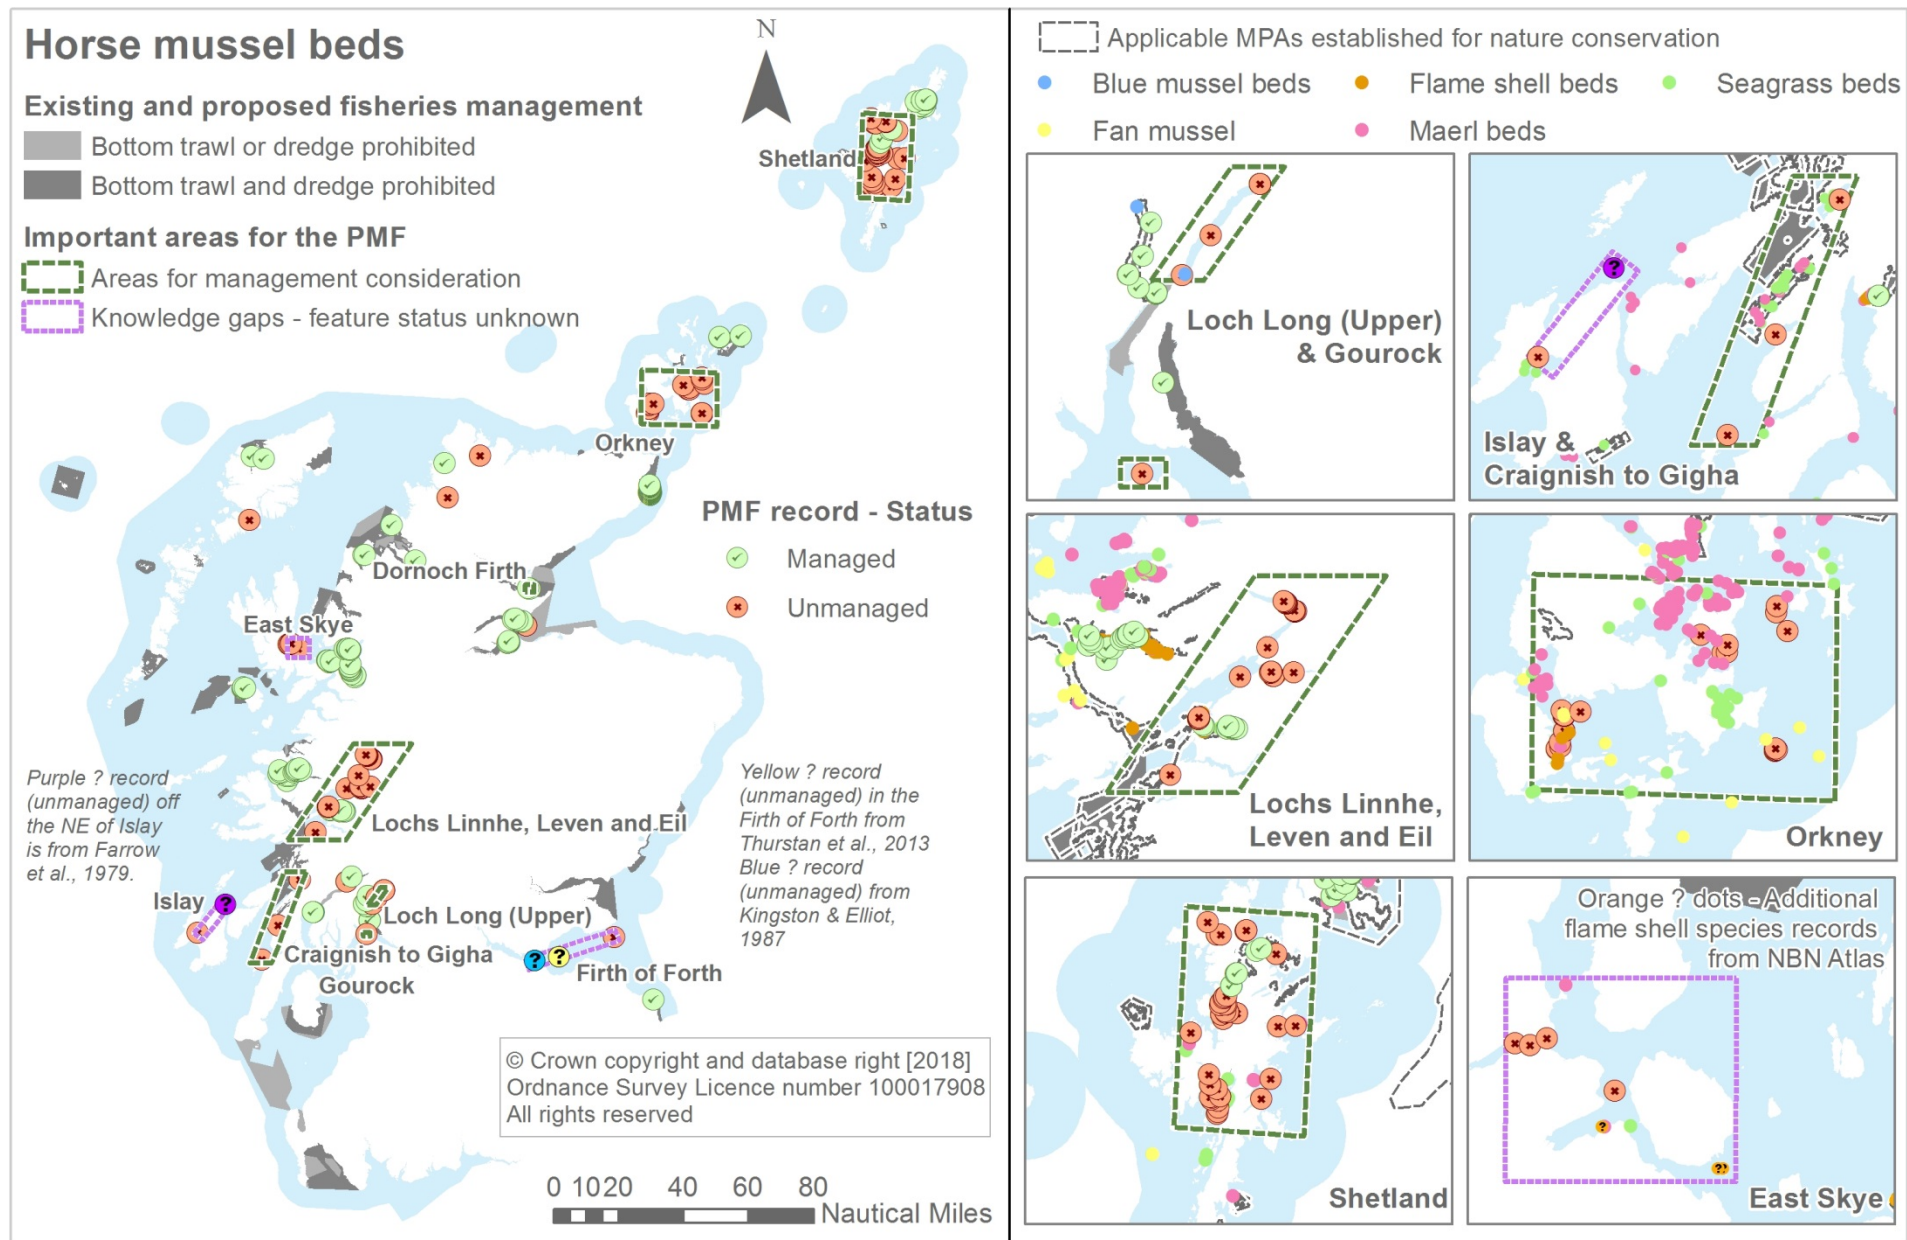 Horse mussel beds
Existing and proposed fisheries management
Bottom trawl or dredge prohibited
Bottom trawl and dredge prohibited
Important areas for the PMF
Areas for management consideration
Knowledge gaps - feature status unknown
N
Shetland
Orkney
PMF record - Status
Managed
Unmanaged
Dornoch Firth
East Skye
Purple ? record
(unmanaged) off
the NE of Islay
is from Farrow
et al., 1979.
Yellow ? record
(unmanaged) in the
Firth of Forth from
Thurstan et al., 2013
Blue ? record
(unmanaged) from
Kingston & Elliot,
1987
Lochs Linnhe, Leven and Eil
Islay
?
Loch Long (Upper)
Craignish to Gigha
Gourock
? ?
Firth of Forth
© Crown copyright and database right [2018]
Ordnance Survey Licence number 100017908
All rights reserved
0 10 20 40 60 80
Nautical Miles
Applicable MPAs established for nature conservation
Blue mussel beds
Flame shell beds
Seagrass beds
Fan mussel
Maerl beds
Loch Long (Upper)
& Gourock
?
Islay &
Craignish to Gigha
Lochs Linnhe,
Leven and Eil
Orkney
Shetland
Orange ? dots - Additional
flame shell species records
from NBN Atlas
?
??
East Skye